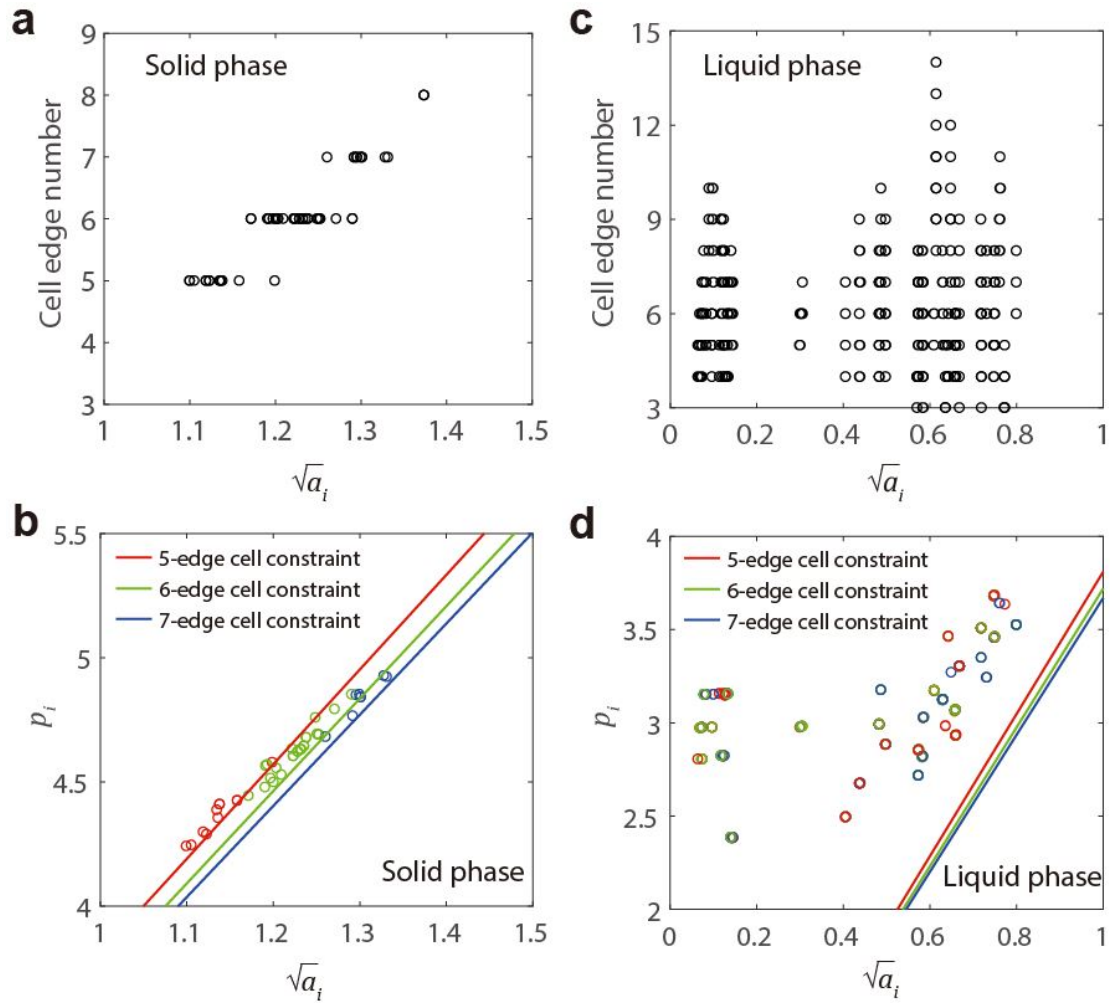 a
Solid phase
Cell edge number
9
8
7
6
5
4
3
1
1.1
1.2
1.3
1.4
1.5
√a_i
c
Liquid phase
Cell edge number
15
12
9
6
3
0
0.2
0.4
0.6
0.8
1
√a_i
b
5-edge cell constraint
6-edge cell constraint
7-edge cell constraint
Solid phase
p_i
5.5
5
4.5
4
1
1.1
1.2
1.3
1.4
1.5
√a_i
d
5-edge cell constraint
6-edge cell constraint
7-edge cell constraint
Liquid phase
p_i
4
3.5
3
2.5
2
0
0.2
0.4
0.6
0.8
1
√a_i